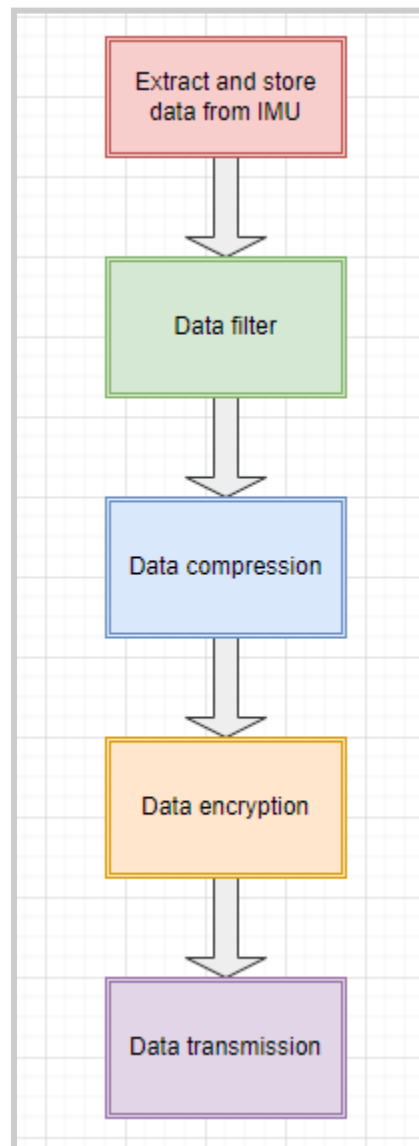 Extract and store
data from IMU
Data filter
Data compression
Data encryption
Data transmission